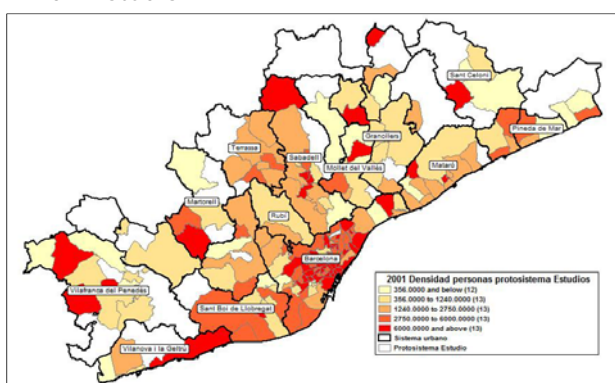 Sant Celoni
Pineda de Mar
Granollers
Terrassa
Sabadell
Mollet del Vallès
Mataró
Martorell
Rubí
Barcelona
Vilafranca del Penedès
Sant Boi de Llobregat
Vilanova i la Geltrú
2001 Densidad personas protosistema Estudios
356.0000 and below (12)
356.0000 to 1240.0000 (13)
1240.0000 to 2750.0000 (13)
2750.0000 to 6000.0000 (13)
6000.0000 and above (13)
Sistema urbano
Protosistema Estudio